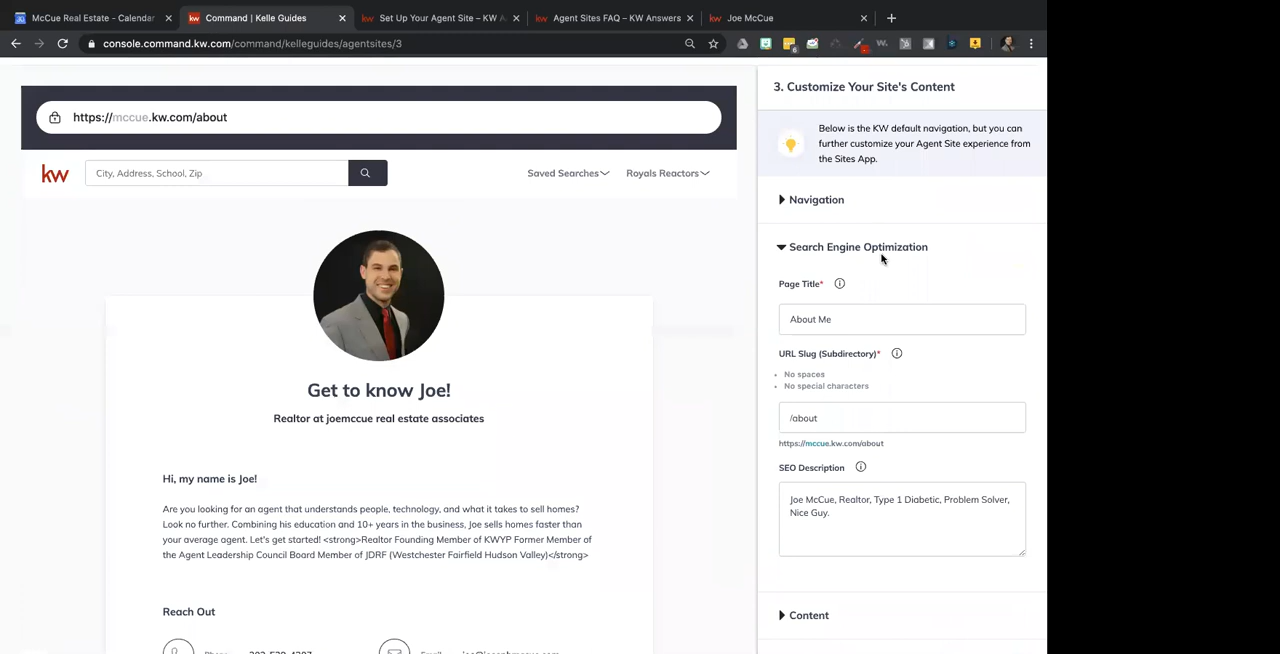 McCue Real Estate - Calendar
Command | Kelle Guides
Set Up Your Agent Site – KW A
Agent Sites FAQ – KW Answers
Joe McCue
console.command.kw.com/command/kelleguides/agentsites/3
https://mccue.kw.com/about
kw
City, Address, School, Zip
Saved Searches
Royals Reactors
Get to know Joe!
Realtor at joemccue real estate associates
Hi, my name is Joe!
Are you looking for an agent that understands people, technology, and what it takes to sell homes?
Look no further. Combining his education and 10+ years in the business, Joe sells homes faster than
your average agent. Let's get started! <strong>Realtor Founding Member of KWYP Former Member of
the Agent Leadership Council Board Member of JDRF (Westchester Fairfield Hudson Valley)</strong>
Reach Out
3. Customize Your Site's Content
Below is the KW default navigation, but you can
further customize your Agent Site experience from
the Sites App.
Navigation
Search Engine Optimization
Page Title*
About Me
URL Slug (Subdirectory)*
No spaces
No special characters
/about
https://mccue.kw.com/about
SEO Description
Joe McCue, Realtor, Type 1 Diabetic, Problem Solver,
Nice Guy.
Content